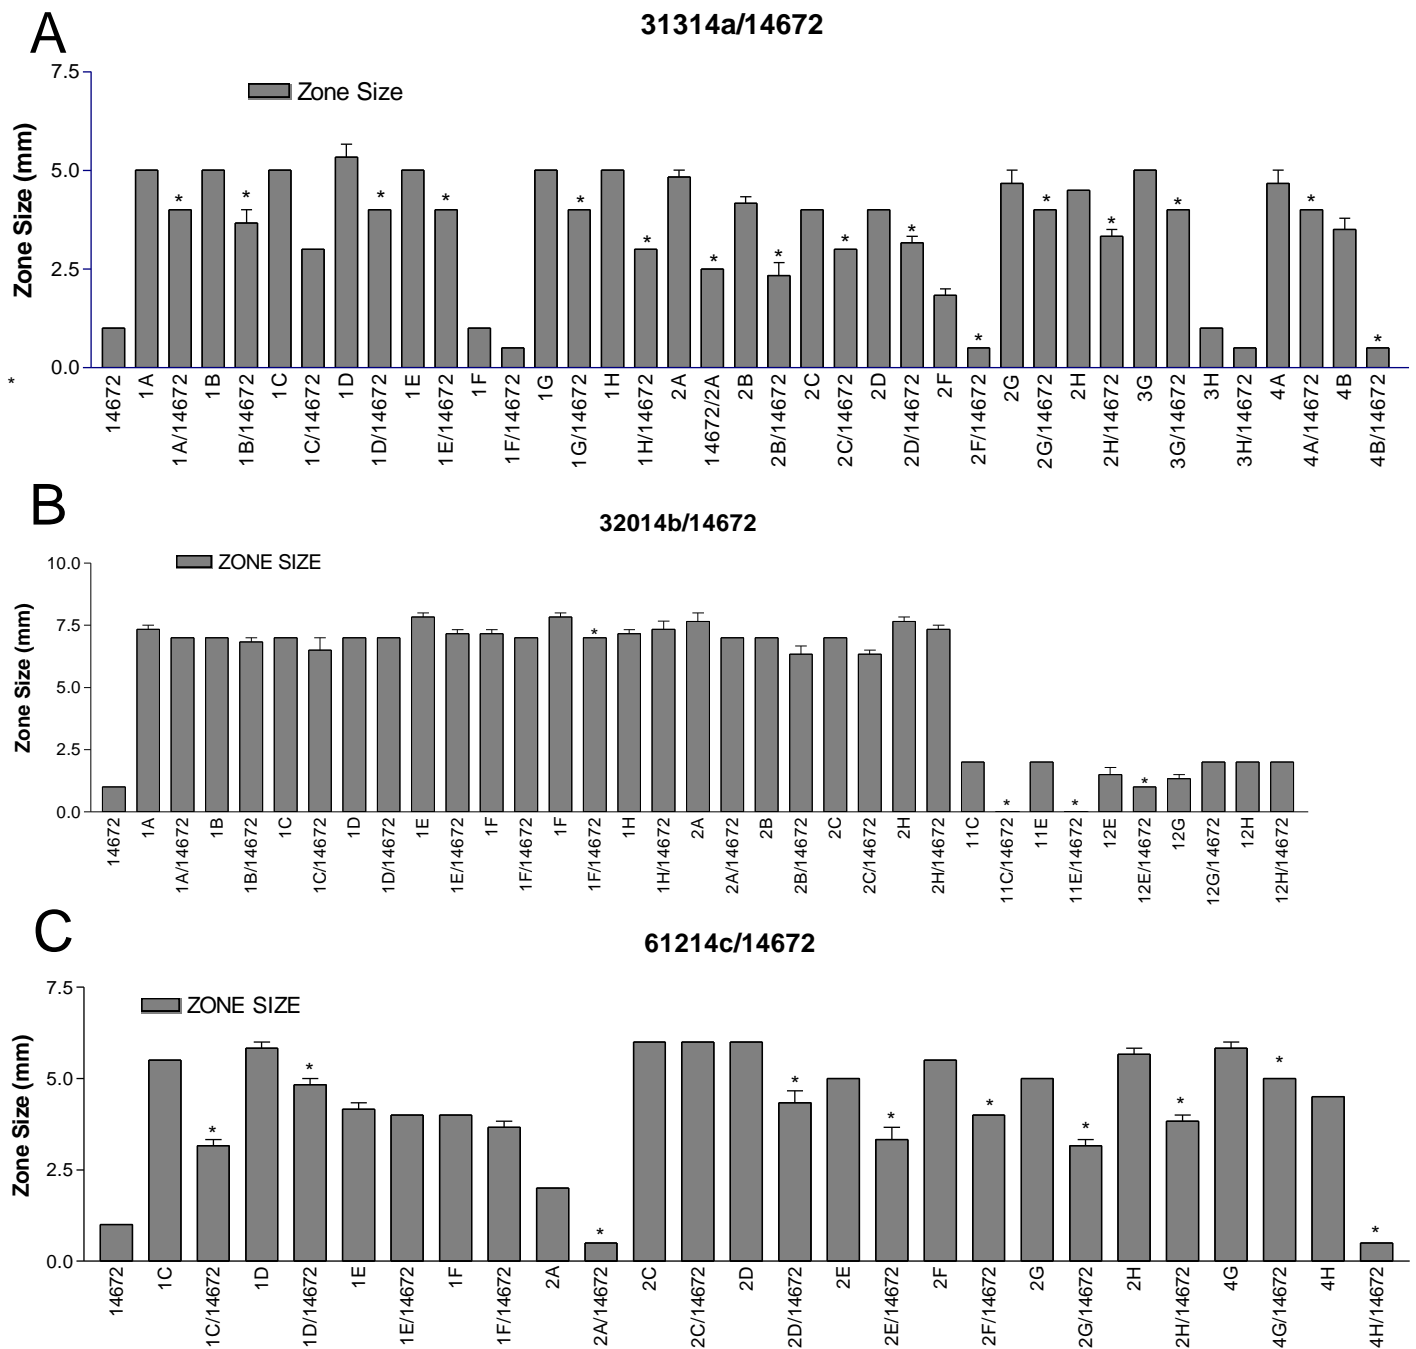 A
31314a/14672
Zone Size
Zone Size (mm)
7.5
5.0
2.5
0.0
* * * * * * * * * * * * * * * * *
*
14672 1A 1A/14672 1B 1B/14672 1C 1C/14672 1D 1D/14672 1E 1E/14672 1F 1F/14672 1G 1G/14672 1H 1H/14672 2A 14672/2A 2B 2B/14672 2C 2C/14672 2D 2D/14672 2F 2F/14672 2G 2G/14672 2H 2H/14672 3G 3G/14672 3H 3H/14672 4A 4A/14672 4B 4B/14672
B
32014b/14672
ZONE SIZE
Zone Size (mm)
10.0
7.5
5.0
2.5
0.0
* * * *
14672 1A 1A/14672 1B 1B/14672 1C 1C/14672 1D 1D/14672 1E 1E/14672 1F 1F/14672 1F 1F/14672 1H 1H/14672 2A 2A/14672 2B 2B/14672 2C 2C/14672 2H 2H/14672 11C 11C/14672 11E 11E/14672 12E 12E/14672 12G 12G/14672 12H 12H/14672
C
61214c/14672
ZONE SIZE
Zone Size (mm)
7.5
5.0
2.5
0.0
* * * * * * * * * *
14672 1C 1C/14672 1D 1D/14672 1E 1E/14672 1F 1F/14672 2A 2A/14672 2C 2C/14672 2D 2D/14672 2E 2E/14672 2F 2F/14672 2G 2G/14672 2H 2H/14672 4G 4G/14672 4H 4H/14672